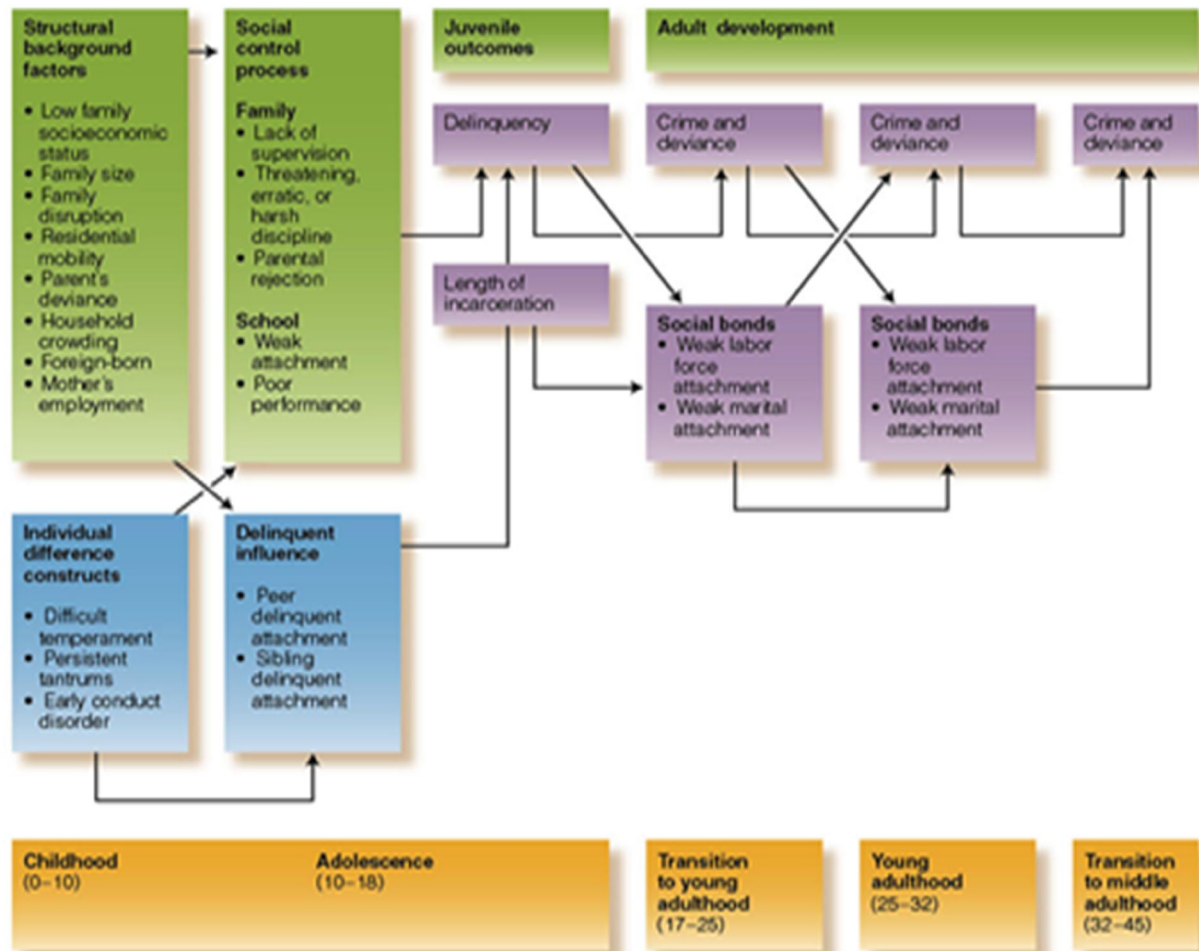 Structural
background
factors
• Low family
socioeconomic
status
• Family size
• Family
disruption
• Residential
mobility
• Parent's
deviance
• Household
crowding
• Foreign-born
• Mother's
employment
Social
control
process
Family
• Lack of
supervision
• Threatening,
erratic, or
harsh
discipline
• Parental
rejection
School
• Weak
attachment
• Poor
performance
Juvenile
outcomes
Adult development
Delinquency
Crime and
deviance
Crime and
deviance
Crime and
deviance
Length of
incarceration
Social bonds
• Weak labor
force
attachment
• Weak marital
attachment
Social bonds
• Weak labor
force
attachment
• Weak marital
attachment
Individual
difference
constructs
• Difficult
temperament
• Persistent
tantrums
• Early conduct
disorder
Delinquent
influence
• Peer
delinquent
attachment
• Sibling
delinquent
attachment
Childhood
(0–10)
Adolescence
(10–18)
Transition
to young
adulthood
(17–25)
Young
adulthood
(25–32)
Transition
to middle
adulthood
(32–45)